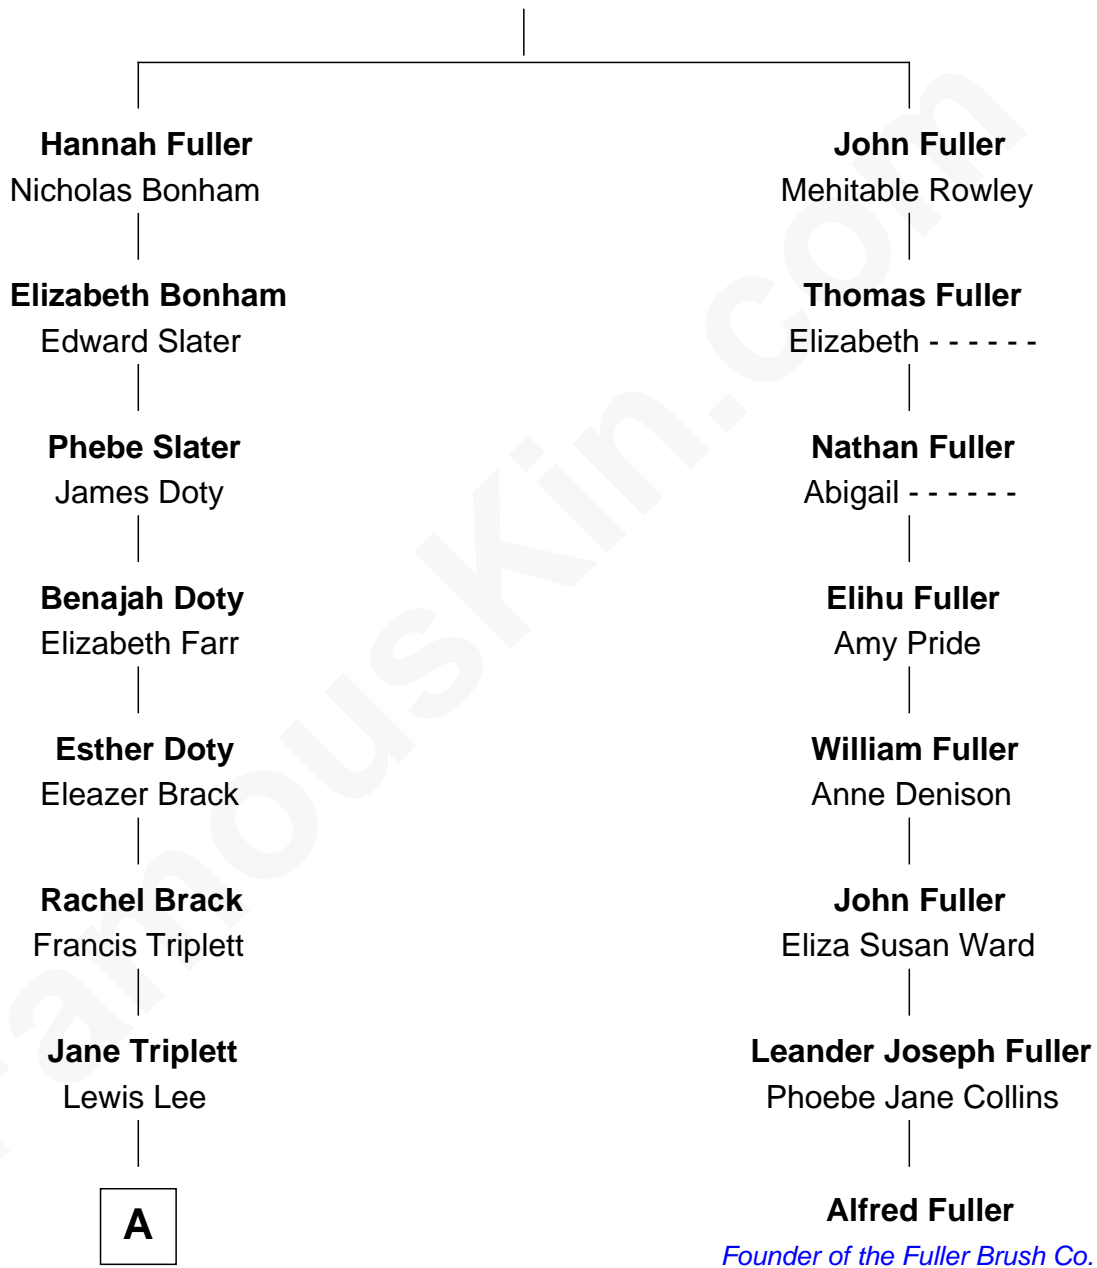 Hannah Fuller
Nicholas Bonham
Elizabeth Bonham
Edward Slater
Phebe Slater
James Doty
Benajah Doty
Elizabeth Farr
Esther Doty
Eleazer Brack
Rachel Brack
Francis Triplett
Jane Triplett
Lewis Lee
A
John Fuller
Mehitable Rowley
Thomas Fuller
Elizabeth - - - - - -
Nathan Fuller
Abigail - - - - - -
Elihu Fuller
Amy Pride
William Fuller
Anne Denison
John Fuller
Eliza Susan Ward
Leander Joseph Fuller
Phoebe Jane Collins
Alfred Fuller
Founder of the Fuller Brush Co.
FamousKin.com